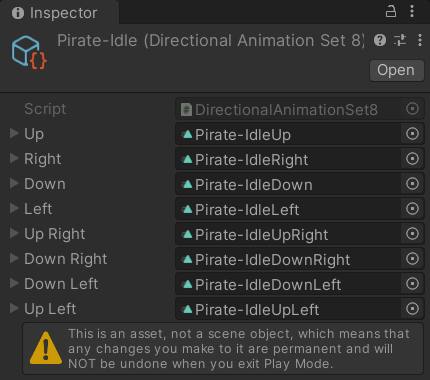 Inspector
Pirate-Idle (Directional Animation Set 8)
Open
Script DirectionalAnimationSet8
Up Pirate-IdleUp
Right Pirate-IdleRight
Down Pirate-IdleDown
Left Pirate-IdleLeft
Up Right Pirate-IdleUpRight
Down Right Pirate-IdleDownRight
Down Left Pirate-IdleDownLeft
Up Left Pirate-IdleUpLeft
This is an asset, not a scene object, which means that
any changes you make to it are permanent and will
NOT be undone when you exit Play Mode.